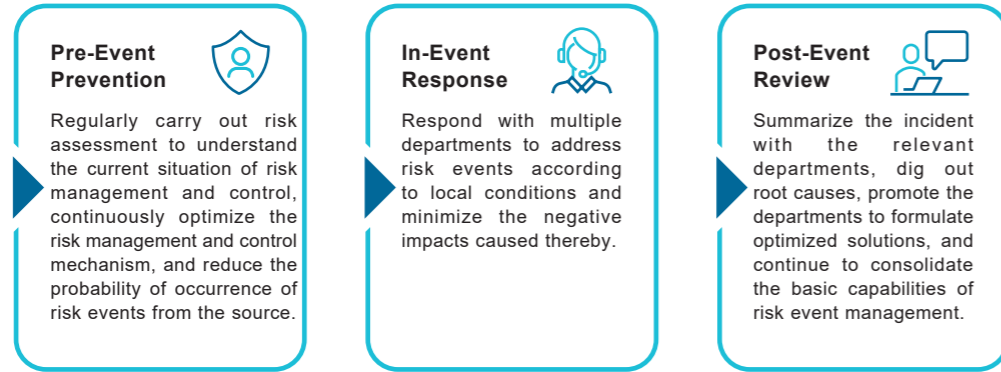 Pre-Event
Prevention
Regularly carry out risk
assessment to understand
the current situation of risk
management and control,
continuously optimize the
risk management and control
mechanism, and reduce the
probability of occurrence of
risk events from the source.
In-Event
Response
Respond with multiple
departments to address
risk events according
to local conditions and
minimize the negative
impacts caused thereby.
Post-Event
Review
Summarize the incident
with the relevant
departments, dig out
root causes, promote the
departments to formulate
optimized solutions, and
continue to consolidate
the basic capabilities of
risk event management.